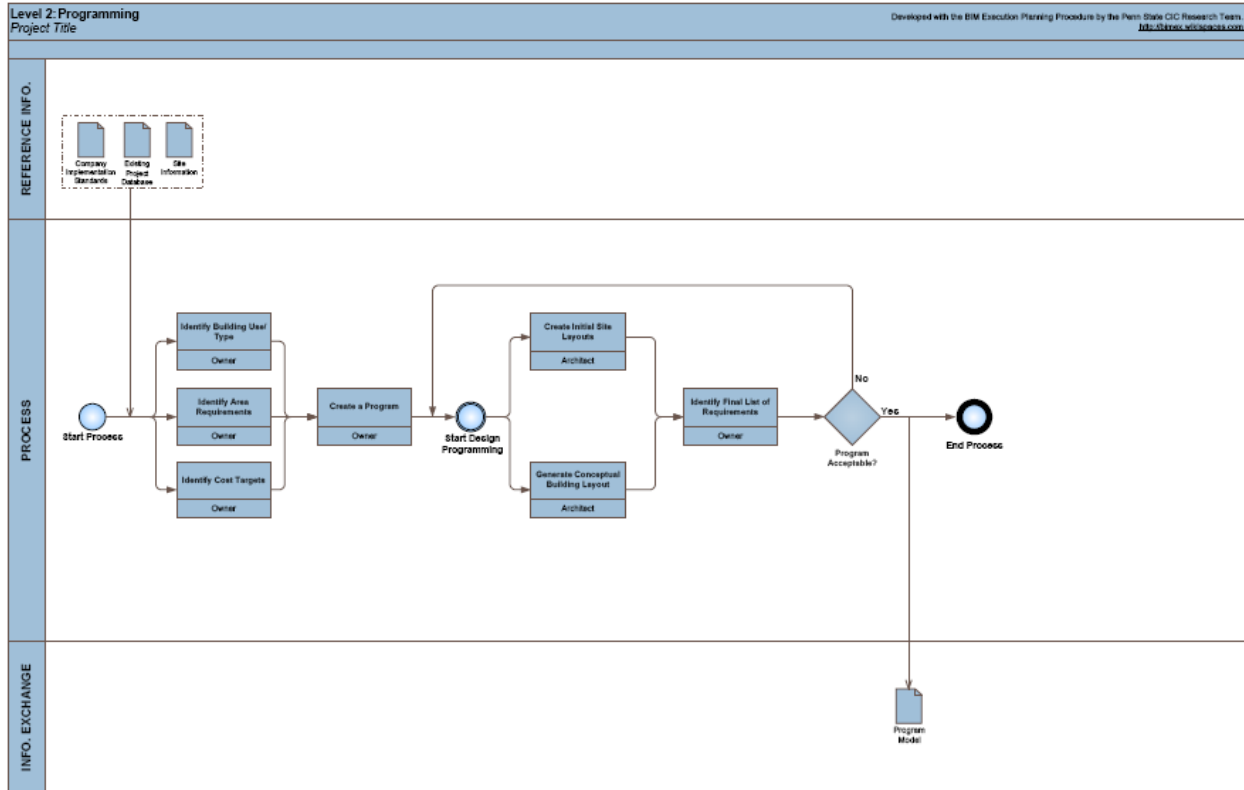 Level 2: Programming
Project Title
Developed with the BIM Execution Planning Procedure by the Penn State CIC Research Team.
http://bimex.wikispaces.com
REFERENCE INFO.
Company
Implementation
Standards
Existing
Project
Database
Site
Information
PROCESS
Start Process
Identify Building Use/
Type
Owner
Identify Area
Requirements
Owner
Identify Cost Targets
Owner
Create a Program
Owner
Start Design
Programming
Create Initial Site
Layouts
Architect
Generate Conceptual
Building Layout
Architect
Identify Final List of
Requirements
Owner
No
Yes
Program
Acceptable?
End Process
INFO. EXCHANGE
Program
Model